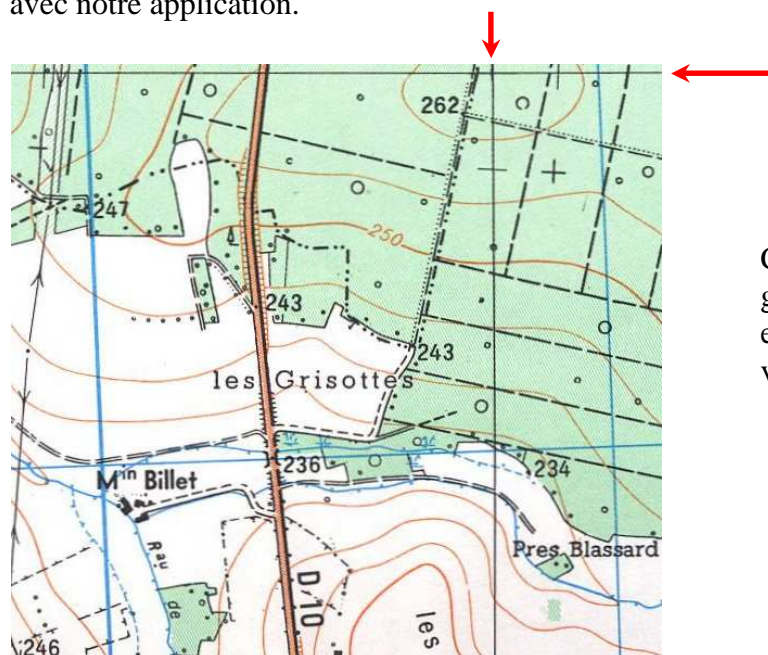 avec notre application.
262
247
250
243
243
les Grisottes
236
234
Min Billet
Pres Blassard
Rau
de
D 10
les
246